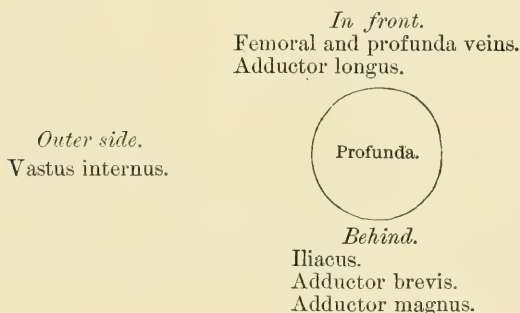 In front.
Femoral and profunda veins.
Adductor longus.
Outer side.
Vastus internus.
Profunda.
Behind.
Iliacus.
Adductor brevis.
Adductor magnus.